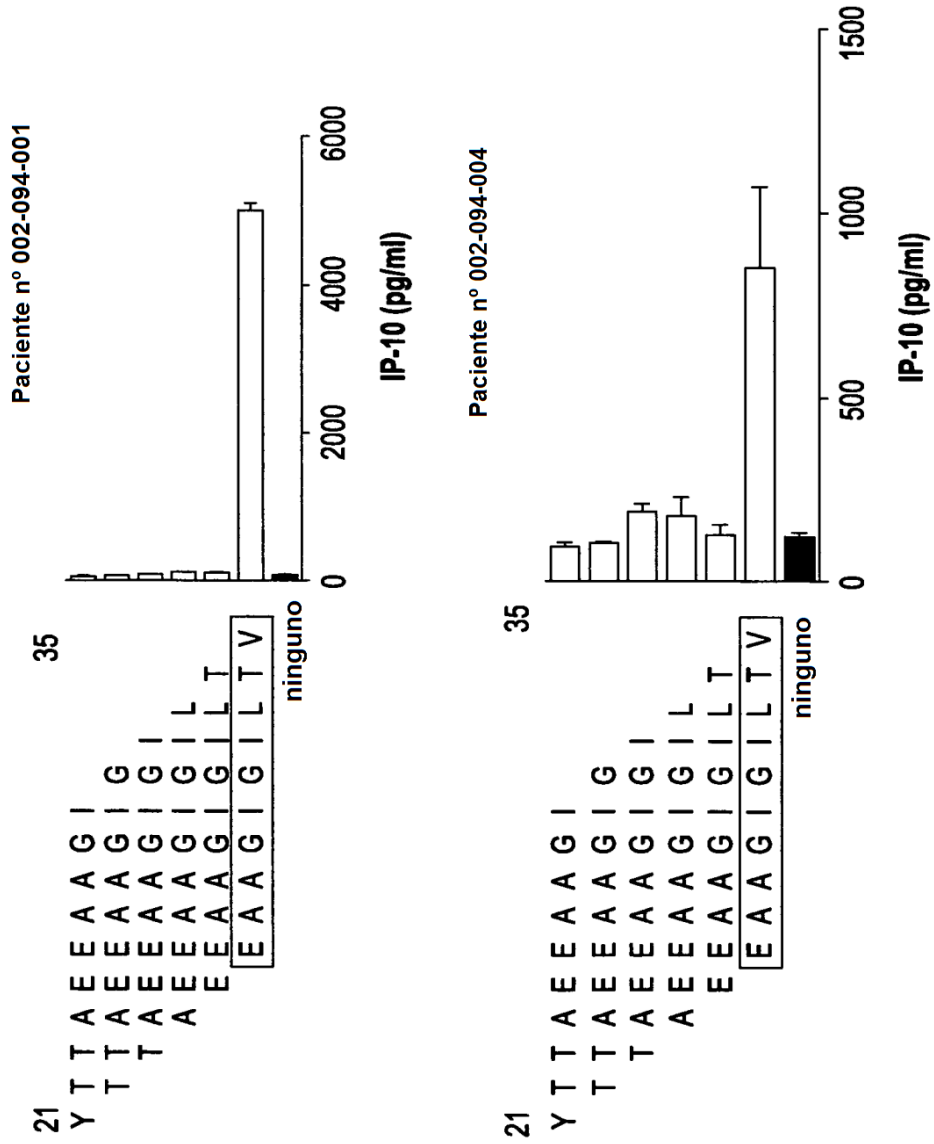 Paciente nº 002-094-001
21 35
Y T T A E E A A G I
T T A E E A A G I G
T A E E A A G I G I
A E E A A G I G I L
E E A A G I G I L T
E A A G I G I L T V
ninguno
0 2000 4000 6000
IP-10 (pg/ml)
Paciente nº 002-094-004
21 35
Y T T A E E A A G I
T T A E E A A G I G
T A E E A A G I G I
A E E A A G I G I L
E E A A G I G I L T
E A A G I G I L T V
ninguno
0 500 1000 1500
IP-10 (pg/ml)